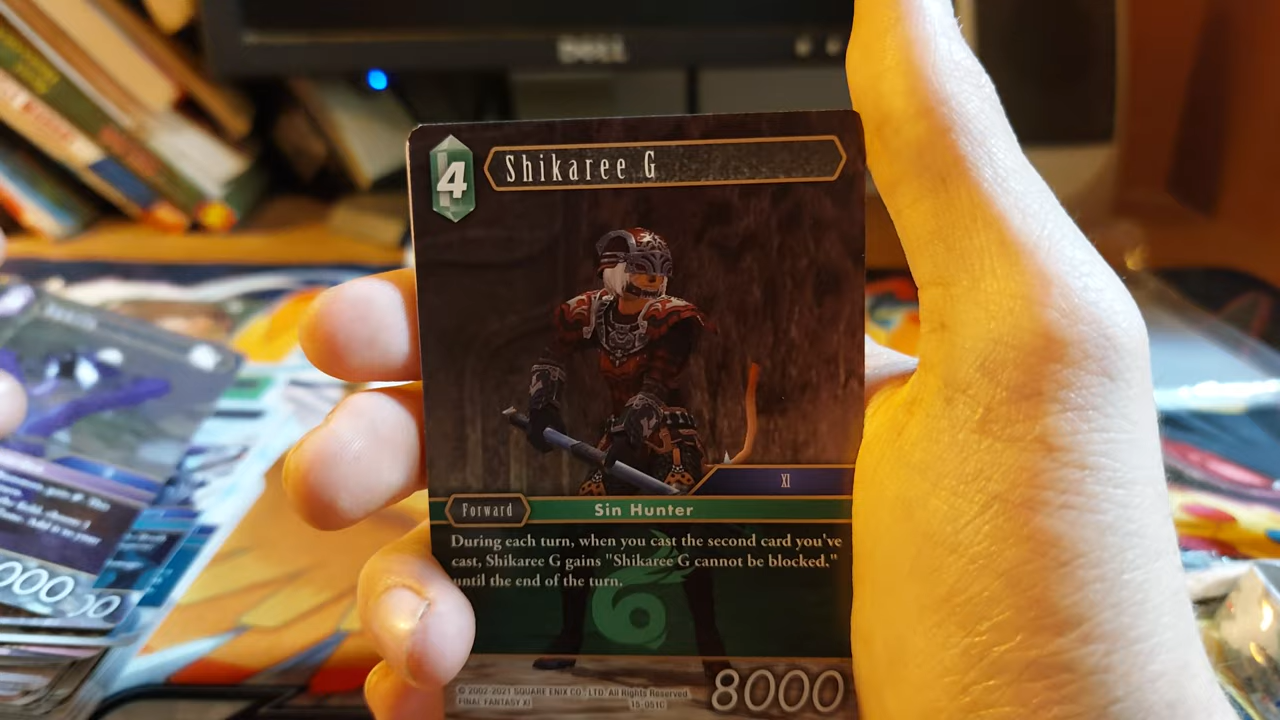 DELL
4
Shikaree G
XI
Forward
Sin Hunter
During each turn, when you cast the second card you've
cast, Shikaree G gains "Shikaree G cannot be blocked."
until the end of the turn.
© 2002-2021 SQUARE ENIX CO., LTD. All Rights Reserved.
FINAL FANTASY XI
15-051C
8000